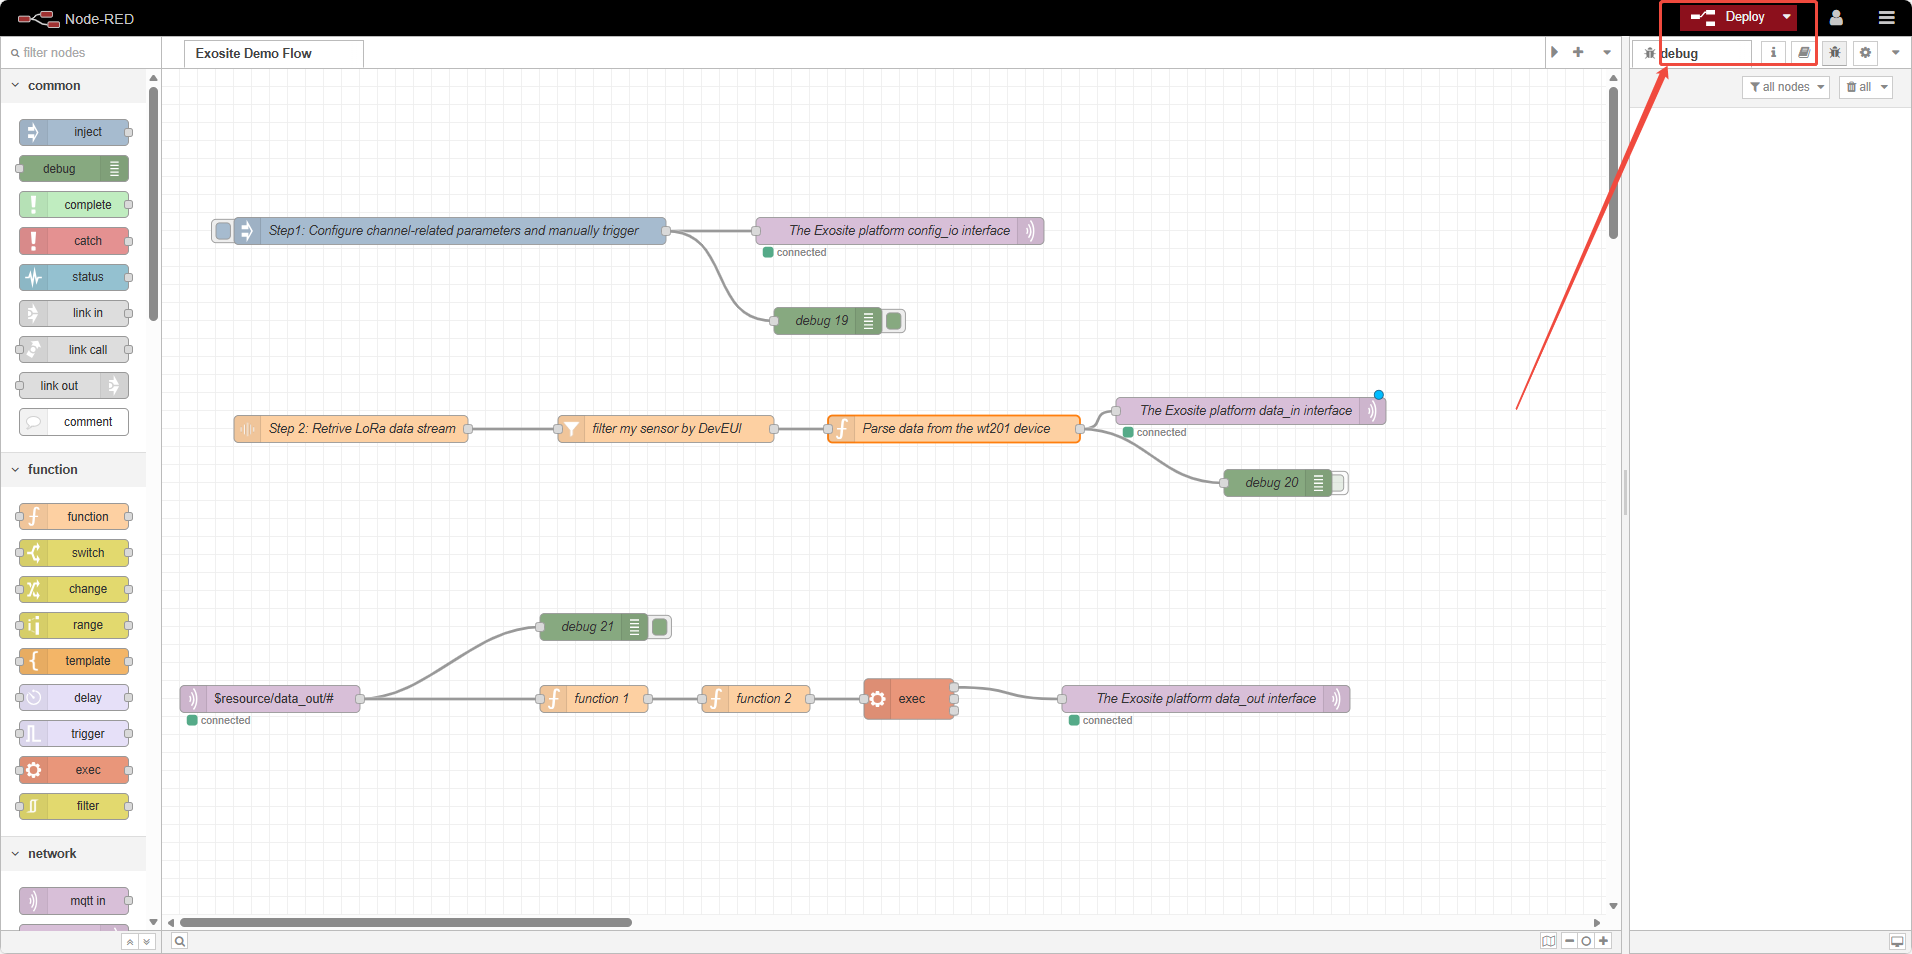 Node-RED
Deploy
filter nodes
Exosite Demo Flow
debug
i
all nodes
all
common
inject
debug
complete
catch
status
link in
link call
link out
comment
function
function
switch
change
range
template
delay
trigger
exec
filter
network
mqtt in
Step1: Configure channel-related parameters and manually trigger
The Exosite platform config_io interface
connected
debug 19
Step 2: Retrive LoRa data stream
filter my sensor by DevEUI
Parse data from the wt201 device
The Exosite platform data_in interface
connected
debug 20
debug 21
$resource/data_out/#
connected
function 1
function 2
exec
The Exosite platform data_out interface
connected